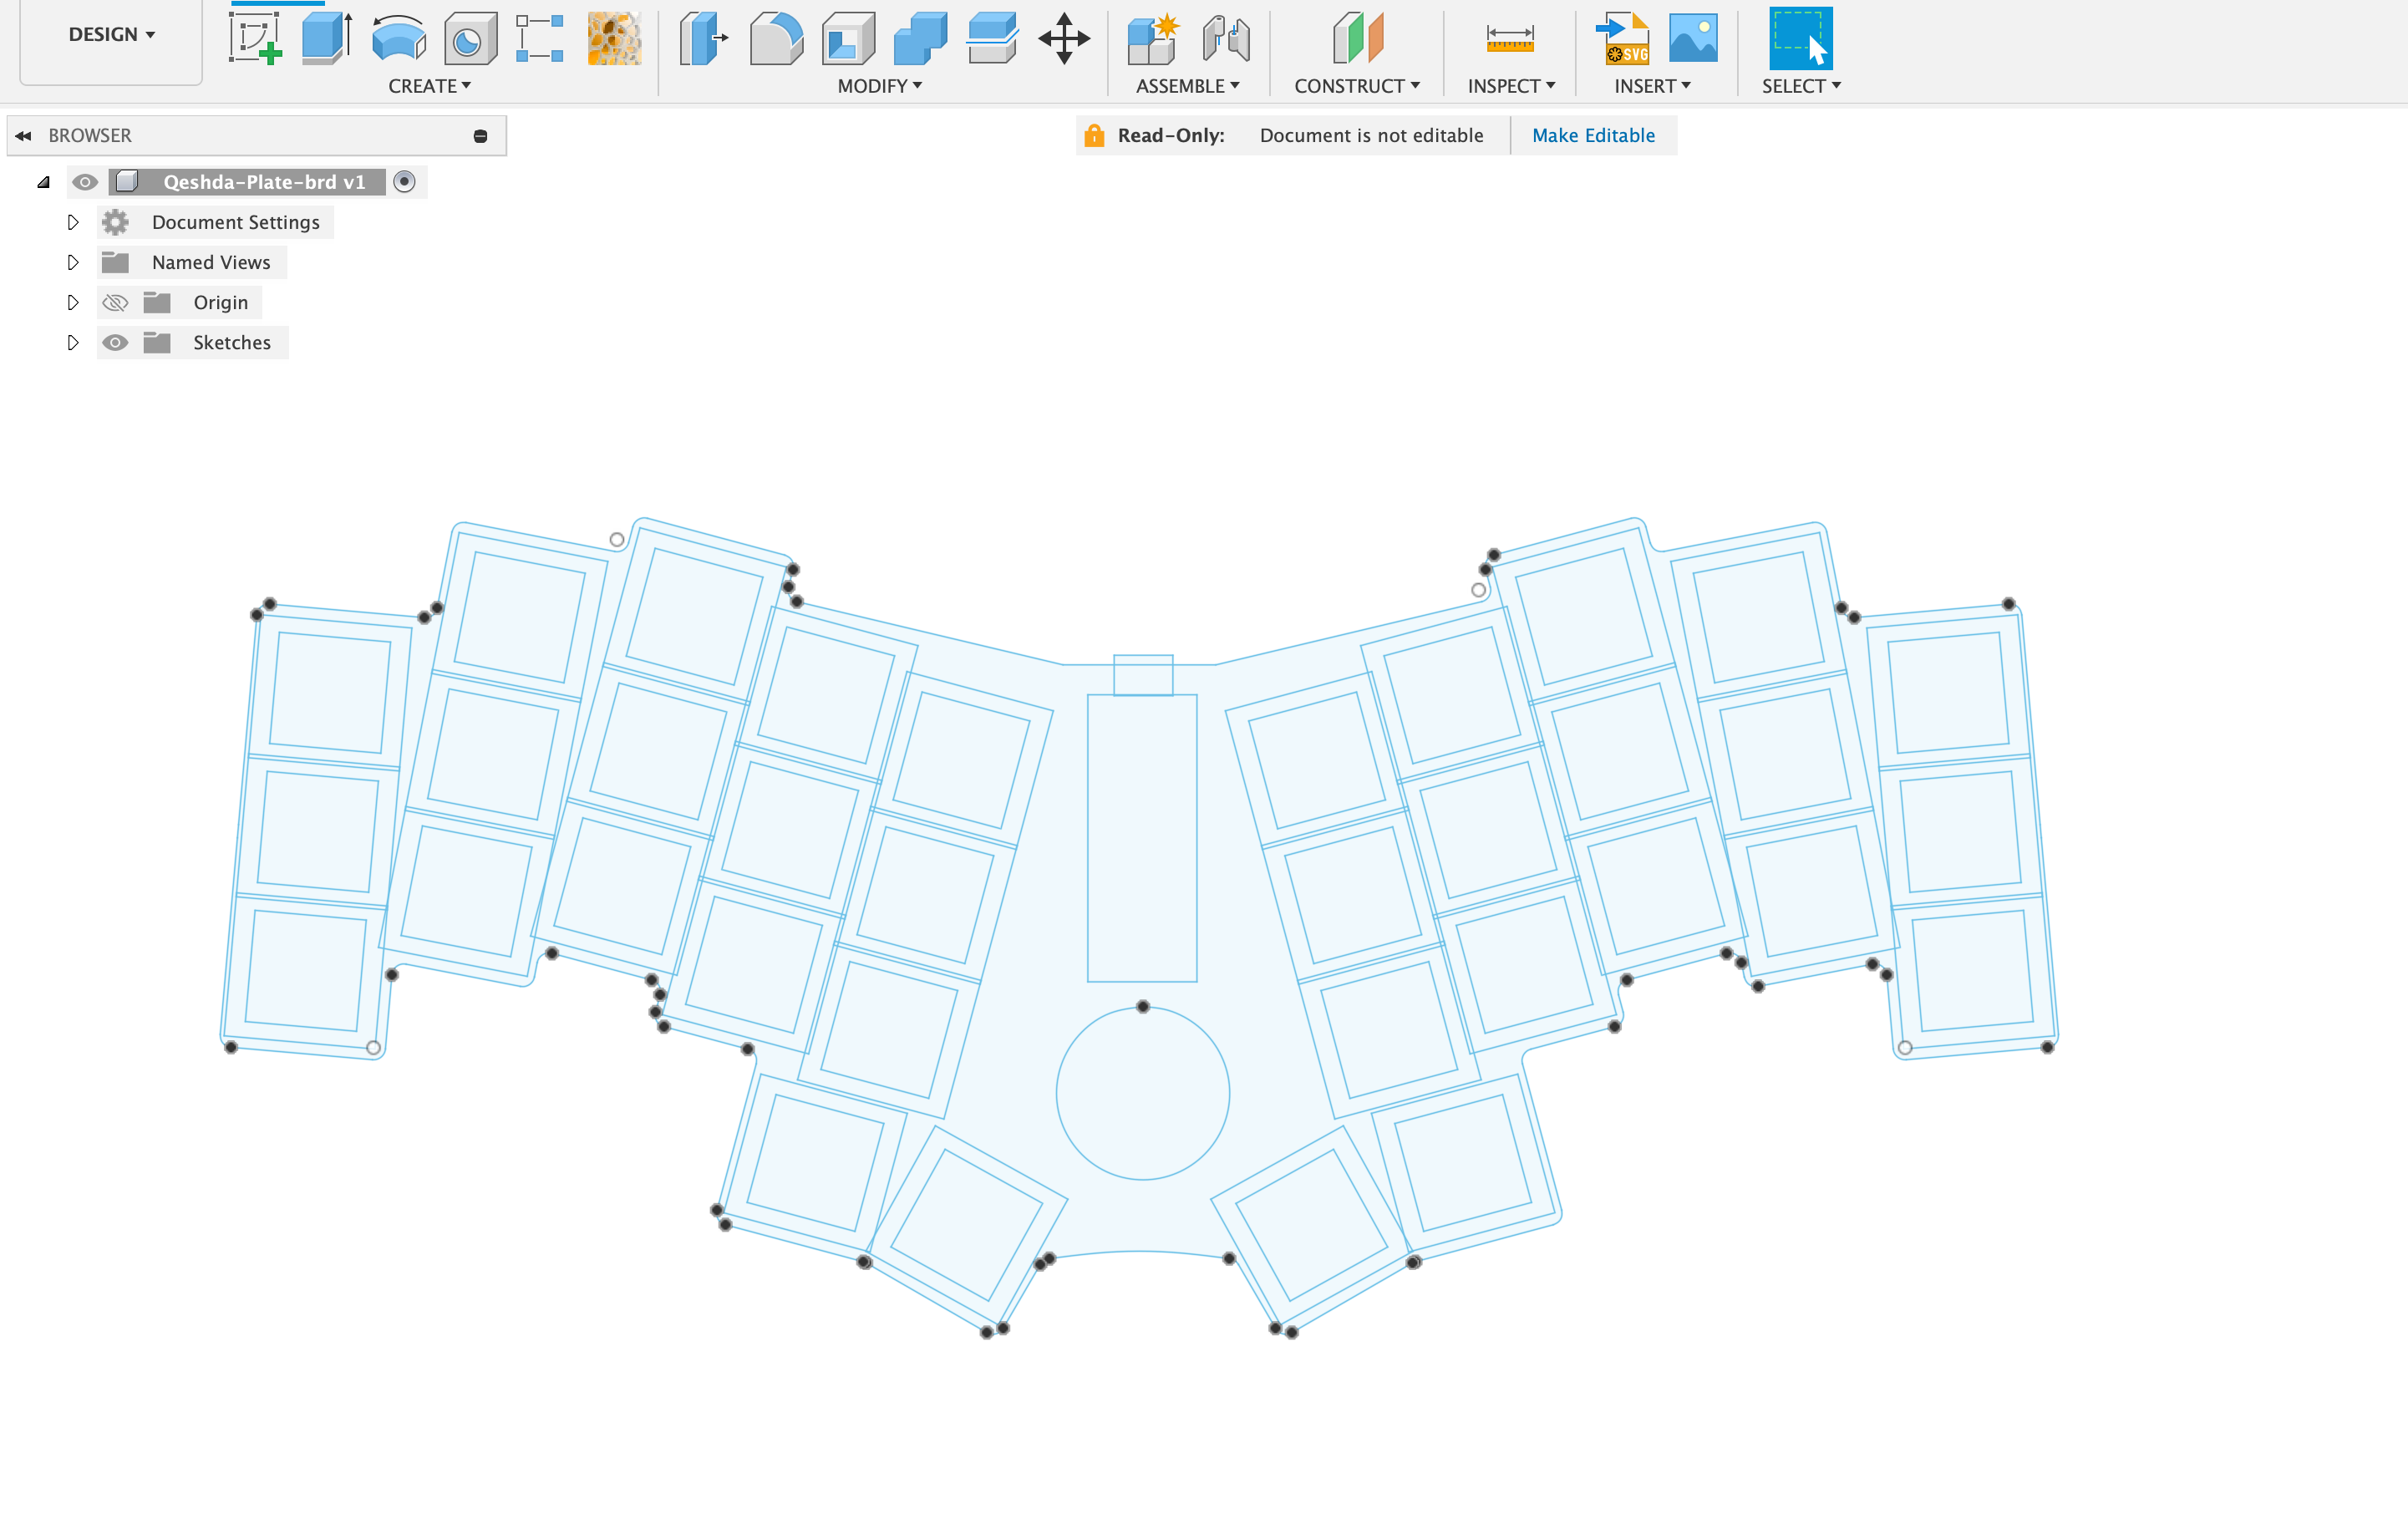 DESIGN
SVG
CREATE MODIFY ASSEMBLE CONSTRUCT INSPECT INSERT SELECT
BROWSER
Read-Only: Document is not editable Make Editable
Qeshda-Plate-brd v1
Document Settings
Named Views
Origin
Sketches